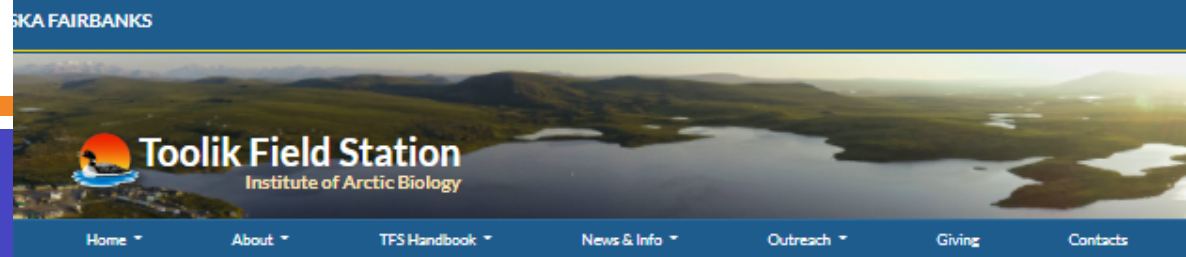 SKA FAIRBANKS
Toolik Field Station
Institute of Arctic Biology
Home About TFS Handbook News & Info Outreach Giving Contacts